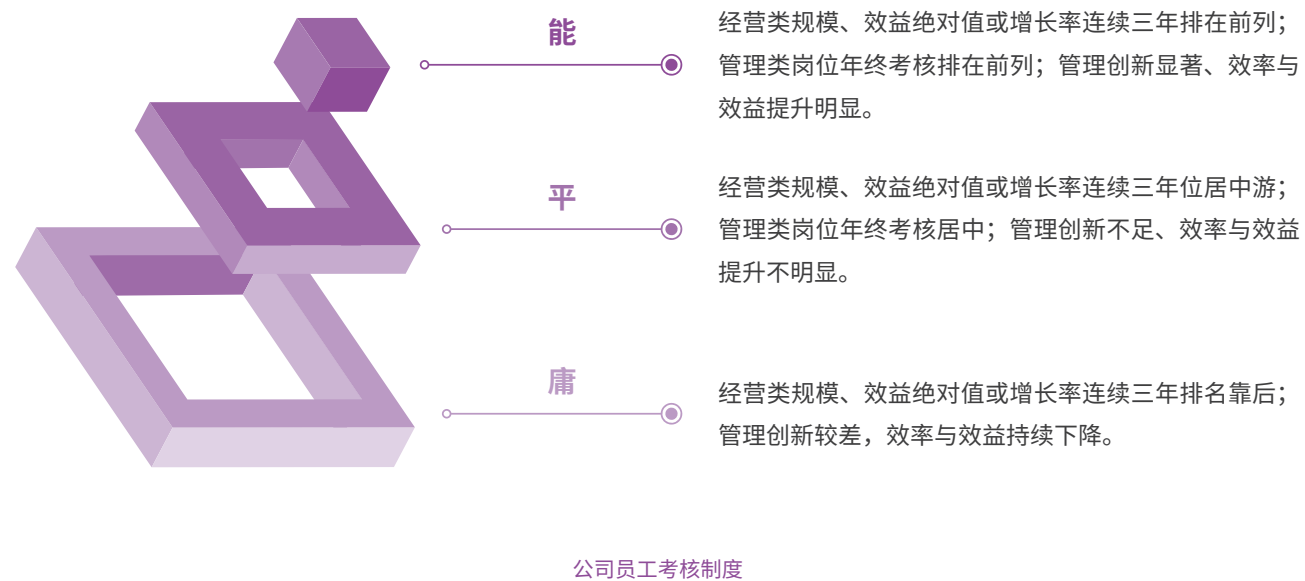 能
经营类规模、效益绝对值或增长率连续三年排在前列；
管理类岗位年终考核排在前列；管理创新显著、效率与
效益提升明显。
平
经营类规模、效益绝对值或增长率连续三年位居中游；
管理类岗位年终考核居中；管理创新不足、效率与效益
提升不明显。
庸
经营类规模、效益绝对值或增长率连续三年排名靠后；
管理创新较差，效率与效益持续下降。
公司员工考核制度